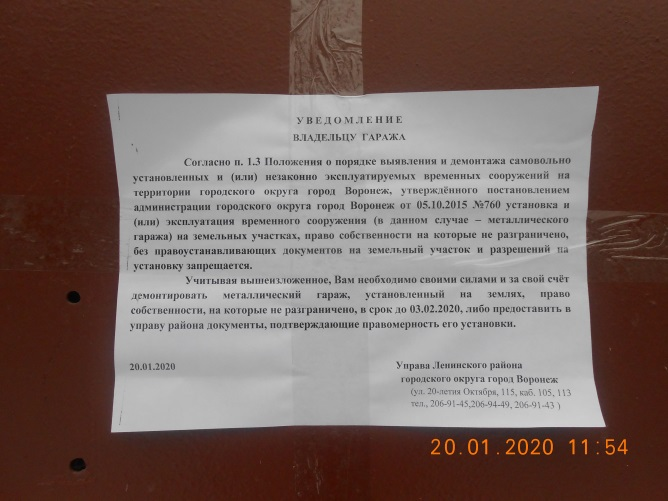 УВЕДОМЛЕНИЕ
ВЛАДЕЛЬЦУ ГАРАЖА
Согласно п. 1.3 Положения о порядке выявления и демонтажа самовольно
установленных и (или) незаконно эксплуатируемых временных сооружений на
территории городского округа город Воронеж, утверждённого постановлением
администрации городского округа город Воронеж от 05.10.2015 №760 установка и
(или) эксплуатация временного сооружения (в данном случае – металлического
гаража) на земельных участках, право собственности на которые не разграничено,
без правоустанавливающих документов на земельный участок и разрешений на
установку запрещается.
Учитывая вышеизложенное, Вам необходимо своими силами и за свой счёт
демонтировать металлический гараж, установленный на землях, право
собственности, на которые не разграничено, в срок до 03.02.2020, либо предоставить в
управу района документы, подтверждающие правомерность его установки.
20.01.2020
Управа Ленинского района
городского округа город Воронеж
(ул. 20-летия Октября, 115, каб. 105, 113
тел., 206-91-45,206-94-49, 206-91-43 )
20.01.2020 11:54